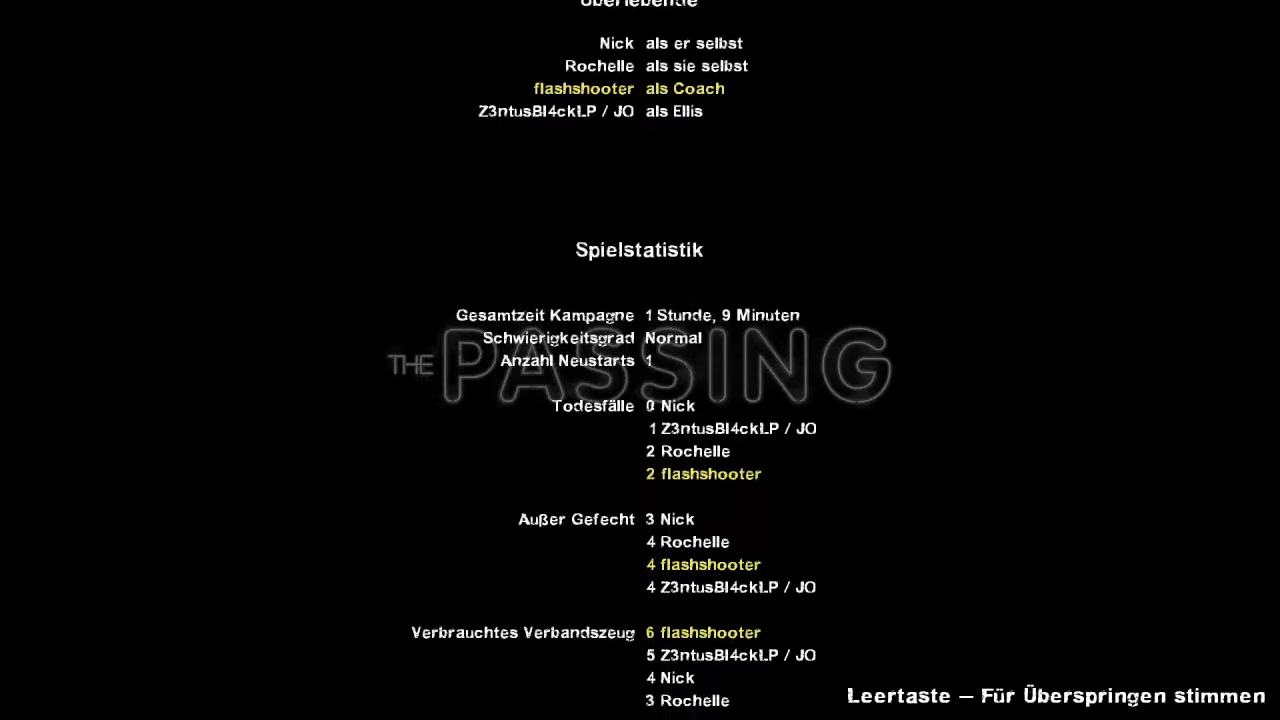 Überlebende
Nick als er selbst
Rochelle als sie selbst
flashshooter als Coach
Z3ntusBl4ckLP / JO als Ellis
Spielstatistik
Gesamtzeit Kampagne 1 Stunde, 9 Minuten
Schwierigkeitsgrad Normal
THE PASSING
Anzahl Neustarts 1
Todesfälle 0 Nick
1 Z3ntusBl4ckLP / JO
2 Rochelle
2 flashshooter
Außer Gefecht 3 Nick
4 Rochelle
4 flashshooter
4 Z3ntusBl4ckLP / JO
Verbrauchtes Verbandszeug 6 flashshooter
5 Z3ntusBl4ckLP / JO
4 Nick
3 Rochelle
Leertaste – Für Überspringen stimmen